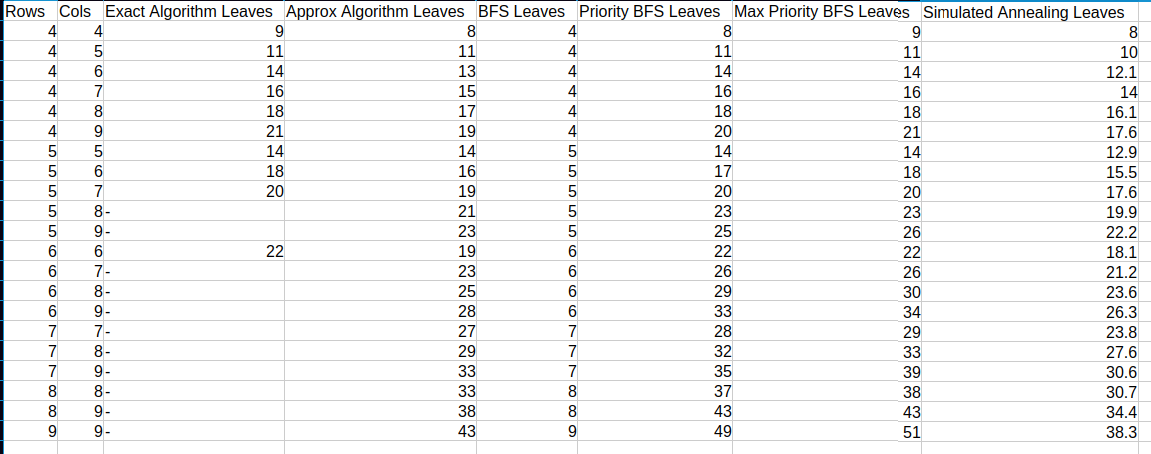 Rows Cols Exact Algorithm Leaves Approx Algorithm Leaves BFS Leaves Priority BFS Leaves Max Priority BFS Leaves Simulated Annealing Leaves
4 4 9 8 4 8 9 8
4 5 11 11 4 11 11 10
4 6 14 13 4 14 14 12.1
4 7 16 15 4 16 16 14
4 8 18 17 4 18 18 16.1
4 9 21 19 4 20 21 17.6
5 5 14 14 5 14 14 12.9
5 6 18 16 5 17 18 15.5
5 7 20 19 5 20 20 17.6
5 8 - 21 5 23 23 19.9
5 9 - 23 5 25 26 22.2
6 6 22 19 6 22 22 18.1
6 7 - 23 6 26 26 21.2
6 8 - 25 6 29 30 23.6
6 9 - 28 6 33 34 26.3
7 7 - 27 7 28 29 23.8
7 8 - 29 7 32 33 27.6
7 9 - 33 7 35 39 30.6
8 8 - 33 8 37 38 30.7
8 9 - 38 8 43 43 34.4
9 9 - 43 9 49 51 38.3